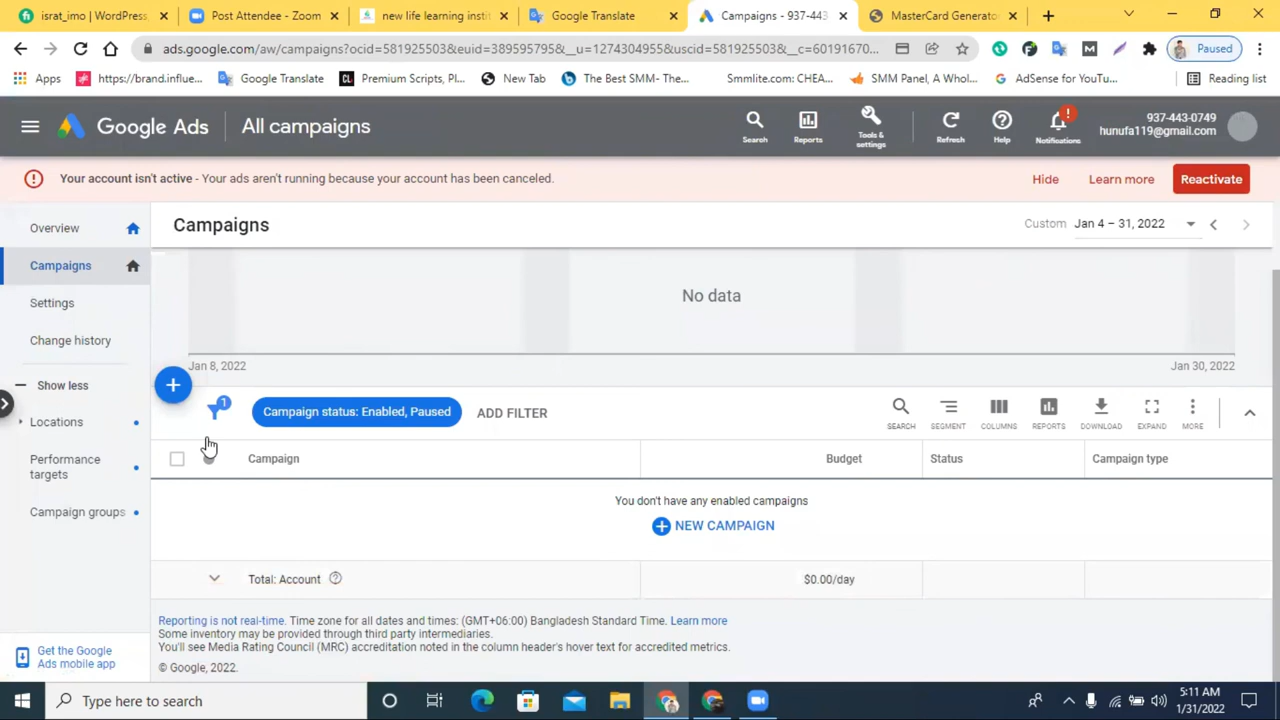 israt_imo | WordPress,
Post Attendee - Zoom
new life learning insti
Google Translate
Campaigns - 937-443
MasterCard Generato
ads.google.com/aw/campaigns?ocid=581925503&euid=389595795&__u=1274304955&uscid=581925503&__c=60191670...
Paused
Apps
https://brand.influe...
Google Translate
Premium Scripts, Pl...
New Tab
The Best SMM- The...
Smmlite.com: CHEA...
SMM Panel, A Whol...
AdSense for YouTu...
Reading list
Google Ads
All campaigns
Search
Reports
Tools &
settings
Refresh
Help
Notifications
937-443-0749
hunufa119@gmail.com
Your account isn't active - Your ads aren't running because your account has been canceled.
Hide
Learn more
Reactivate
Overview
Campaigns
Settings
Change history
Show less
Locations
Performance
targets
Campaign groups
Get the Google
Ads mobile app
Campaigns
Custom
Jan 4 – 31, 2022
No data
Jan 8, 2022
Jan 30, 2022
1
Campaign status: Enabled, Paused
ADD FILTER
SEARCH
SEGMENT
COLUMNS
REPORTS
DOWNLOAD
EXPAND
MORE
Campaign
Budget
Status
Campaign type
You don't have any enabled campaigns
NEW CAMPAIGN
Total: Account
$0.00/day
Reporting is not real-time. Time zone for all dates and times: (GMT+06:00) Bangladesh Standard Time. Learn more
Some inventory may be provided through third party intermediaries.
You'll see Media Rating Council (MRC) accreditation noted in the column header's hover text for accredited metrics.
© Google, 2022.
Type here to search
5:11 AM
1/31/2022